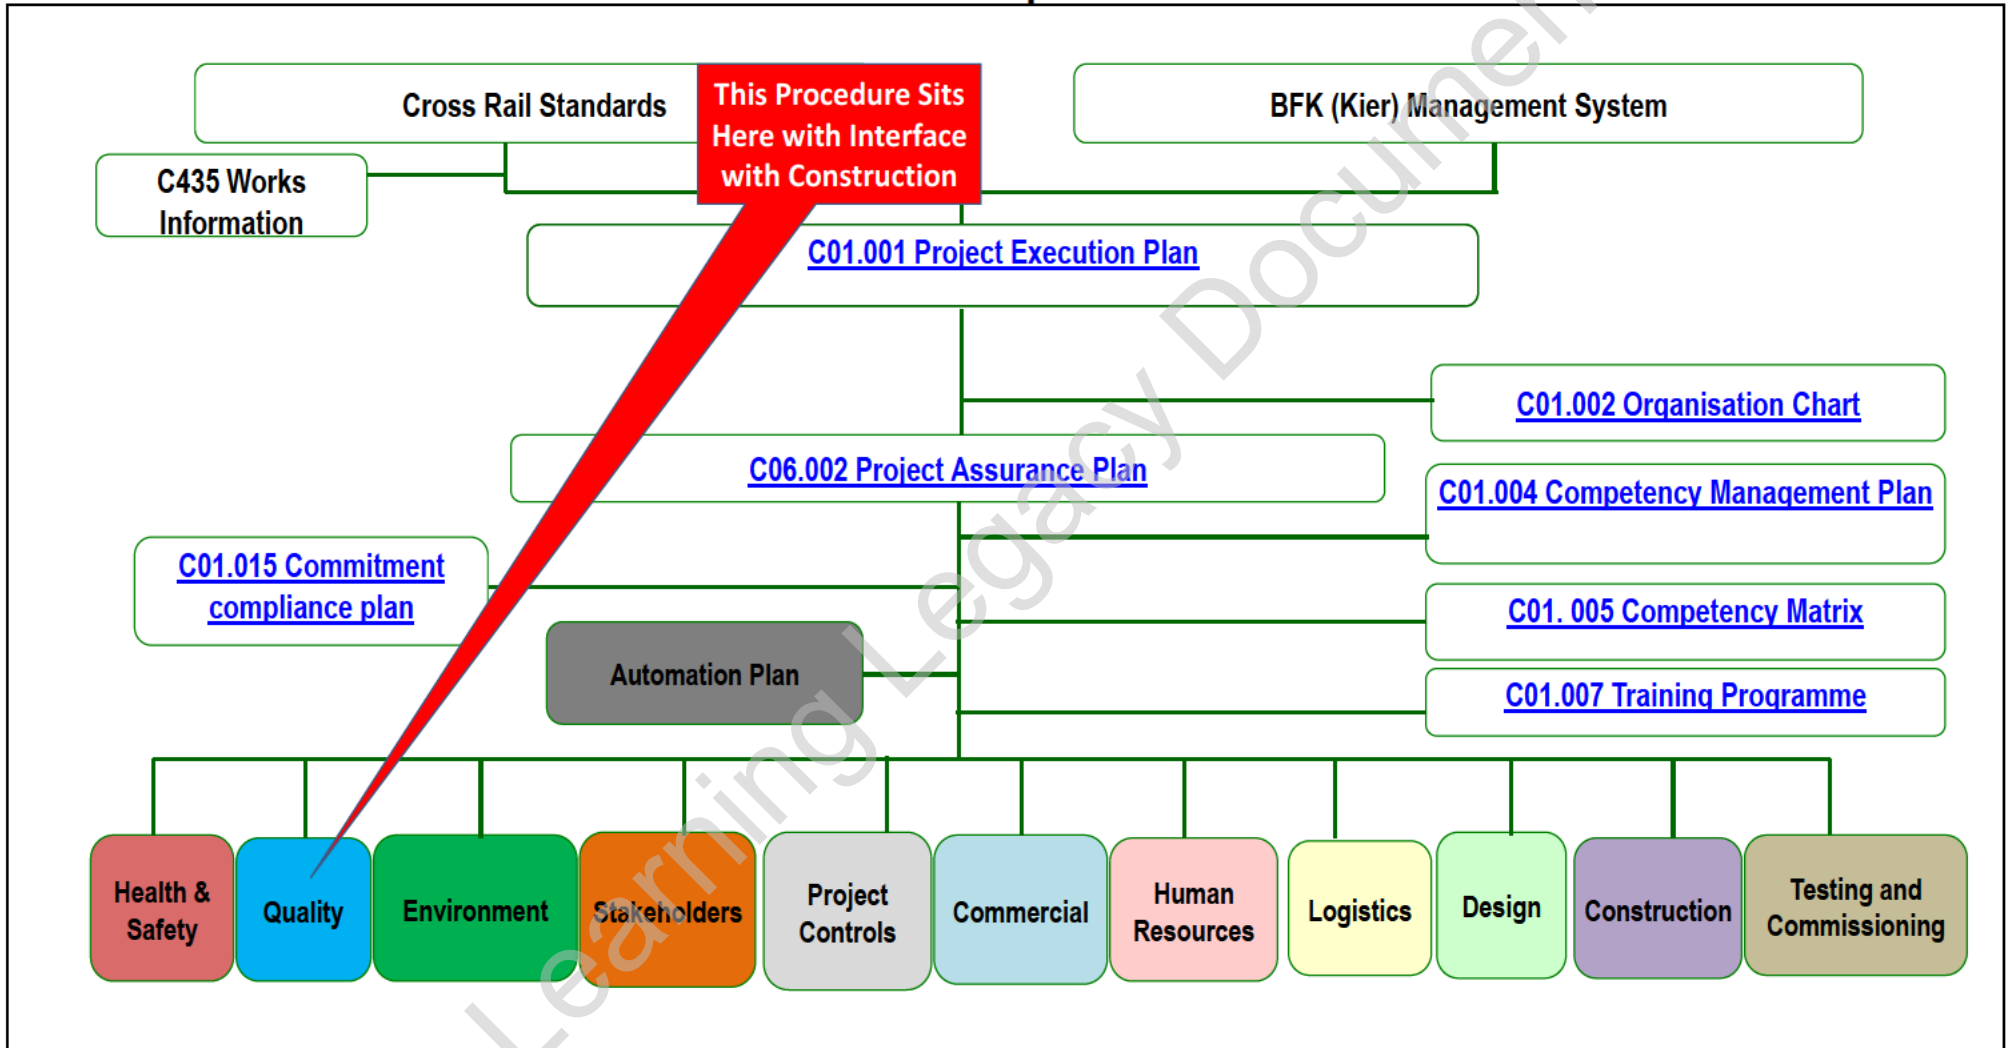 Cross Rail Standards
This Procedure Sits
Here with Interface
with Construction
BFK (Kier) Management System
C435 Works
Information
C01.001 Project Execution Plan
C01.002 Organisation Chart
C06.002 Project Assurance Plan
C01.004 Competency Management Plan
C01.015 Commitment
compliance plan
C01. 005 Competency Matrix
Automation Plan
C01.007 Training Programme
Health &
Safety
Quality
Environment
Stakeholders
Project
Controls
Commercial
Human
Resources
Logistics
Design
Construction
Testing and
Commissioning
Learning Legacy Documen